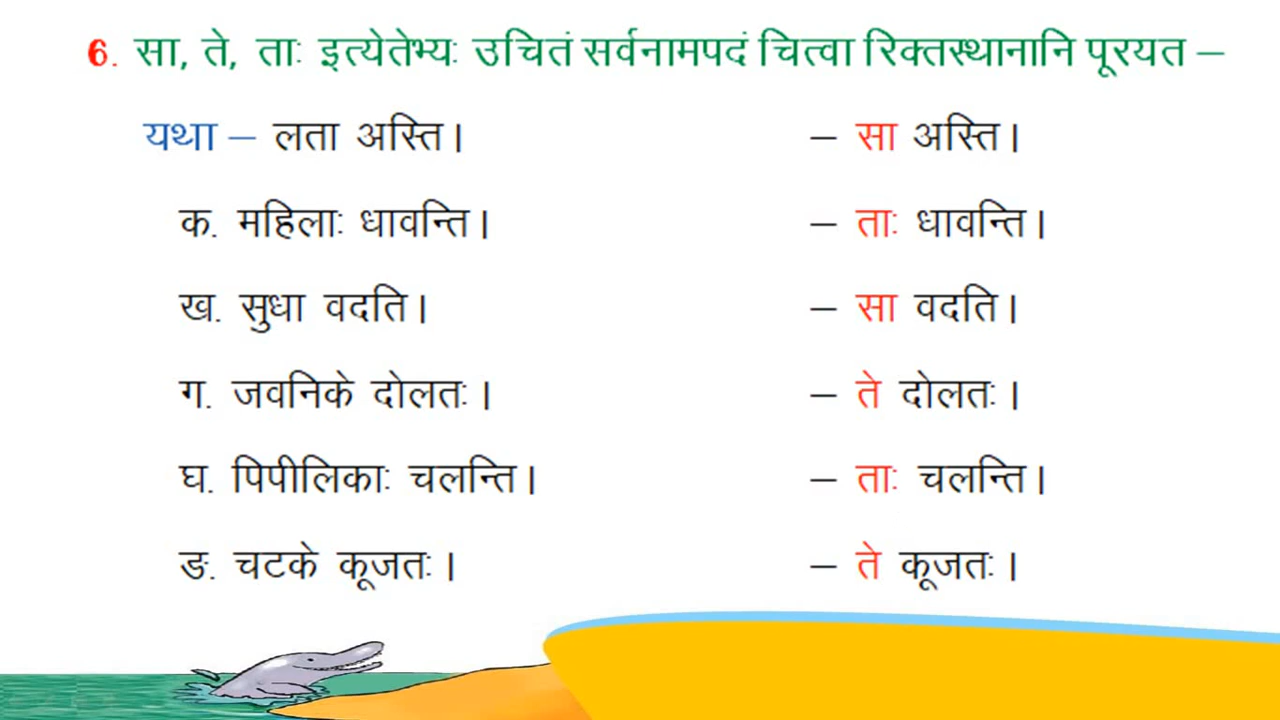 6. सा, ते, ताः इत्येतेभ्यः उचितं सर्वनामपदं चित्वा रिक्तस्थानानि पूरयत –
यथा – लता अस्ति। – सा अस्ति।
क. महिलाः धावन्ति। – ताः धावन्ति।
ख. सुधा वदति। – सा वदति।
ग. जवनिके दोलतः। – ते दोलतः।
घ. पिपीलिकाः चलन्ति। – ताः चलन्ति।
ङ. चटके कूजतः। – ते कूजतः।